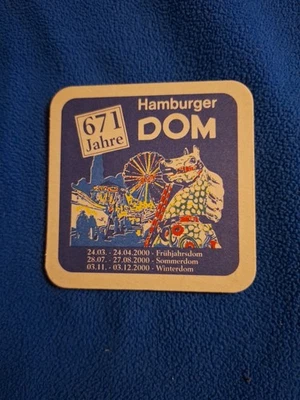 671
Jahre
Hamburger
DOM
24.03. - 24.04.2000 - Frühjahrsdom
28.07. - 27.08.2000 - Sommerdom
03.11. - 03.12.2000 - Winterdom